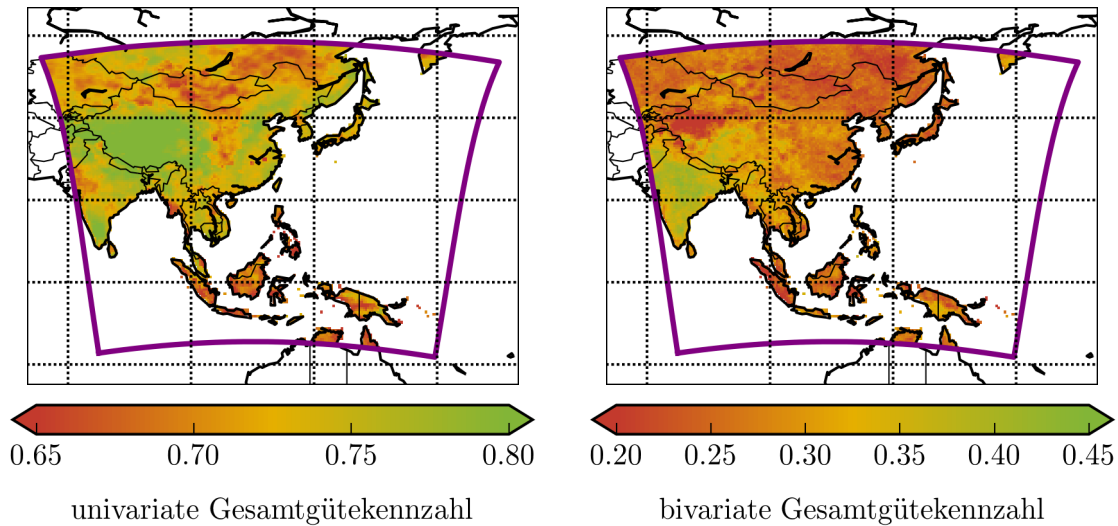 0.65 0.70 0.75 0.80
univariate Gesamtgütekennzahl
0.20 0.25 0.30 0.35 0.40 0.45
bivariate Gesamtgütekennzahl